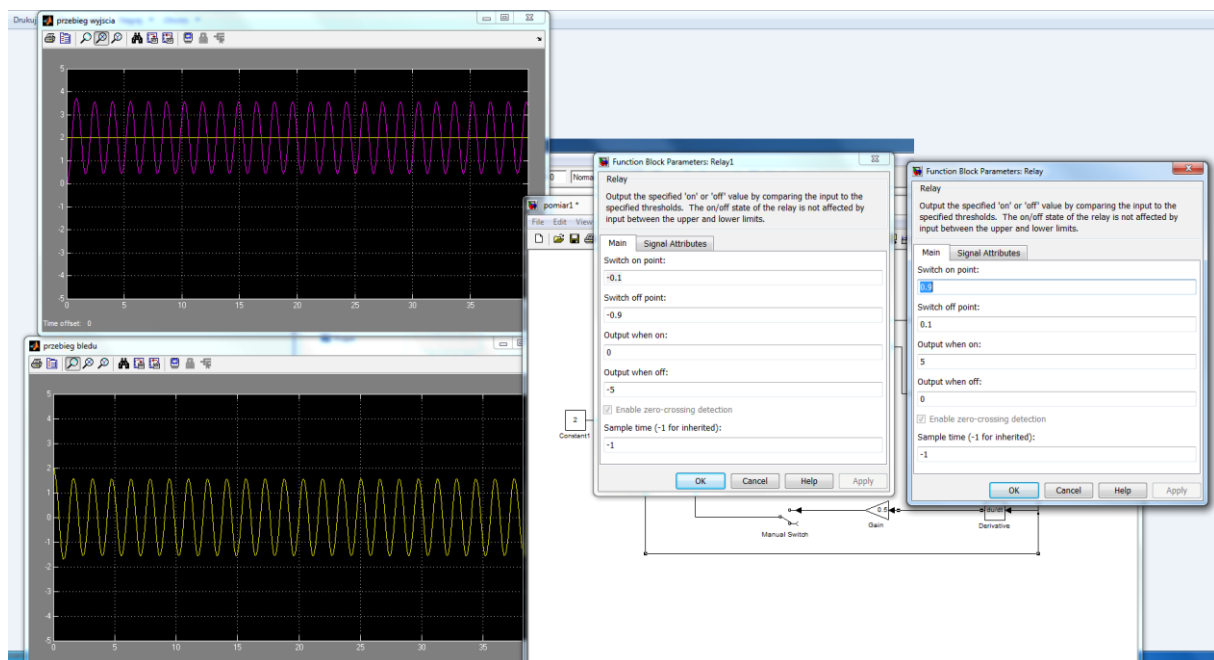 Drukuj
przebieg wyjscia
5
4
3
2
1
0
-1
-2
-3
-4
-5
0 5 10 15 20 25 30 35
Time offset: 0
przebieg bledu
5
4
3
2
1
0
-1
-2
-3
-4
-5
0 5 10 15 20 25 30 35
0 Norma
pomiar1 *
File Edit View
2
Constant1
Manual Switch
0.5
Gain
du/dt
Derivative
Function Block Parameters: Relay1
Relay
Output the specified 'on' or 'off' value by comparing the input to the
specified thresholds. The on/off state of the relay is not affected by
input between the upper and lower limits.
Main Signal Attributes
Switch on point:
-0.1
Switch off point:
-0.9
Output when on:
0
Output when off:
-5
Enable zero-crossing detection
Sample time (-1 for inherited):
-1
OK Cancel Help Apply
Function Block Parameters: Relay
Relay
Output the specified 'on' or 'off' value by comparing the input to the
specified thresholds. The on/off state of the relay is not affected by
input between the upper and lower limits.
Main Signal Attributes
Switch on point:
0.9
Switch off point:
0.1
Output when on:
5
Output when off:
0
Enable zero-crossing detection
Sample time (-1 for inherited):
-1
OK Cancel Help Apply